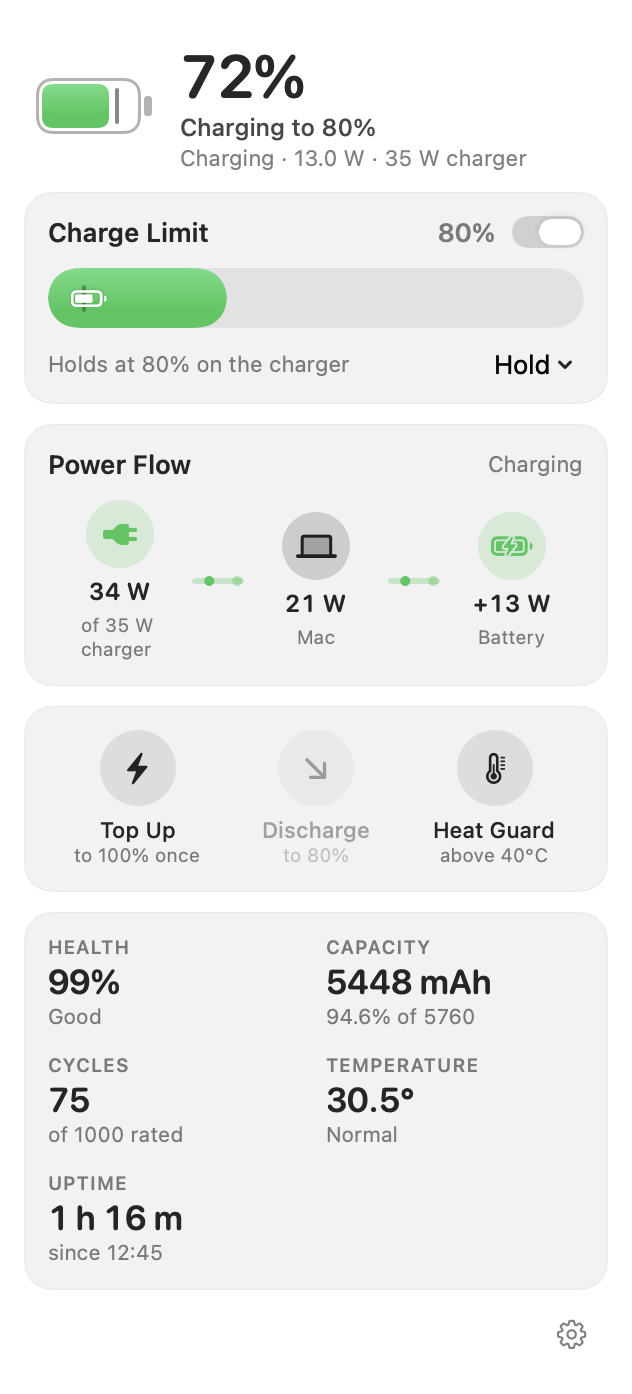 72%
Charging to 80%
Charging · 13.0 W · 35 W charger
Charge Limit
80%
Holds at 80% on the charger
Hold
Power Flow
Charging
34 W
of 35 W
charger
21 W
Mac
+13 W
Battery
Top Up
to 100% once
Discharge
to 80%
Heat Guard
above 40°C
HEALTH
99%
Good
CAPACITY
5448 mAh
94.6% of 5760
CYCLES
75
of 1000 rated
TEMPERATURE
30.5°
Normal
UPTIME
1 h 16 m
since 12:45